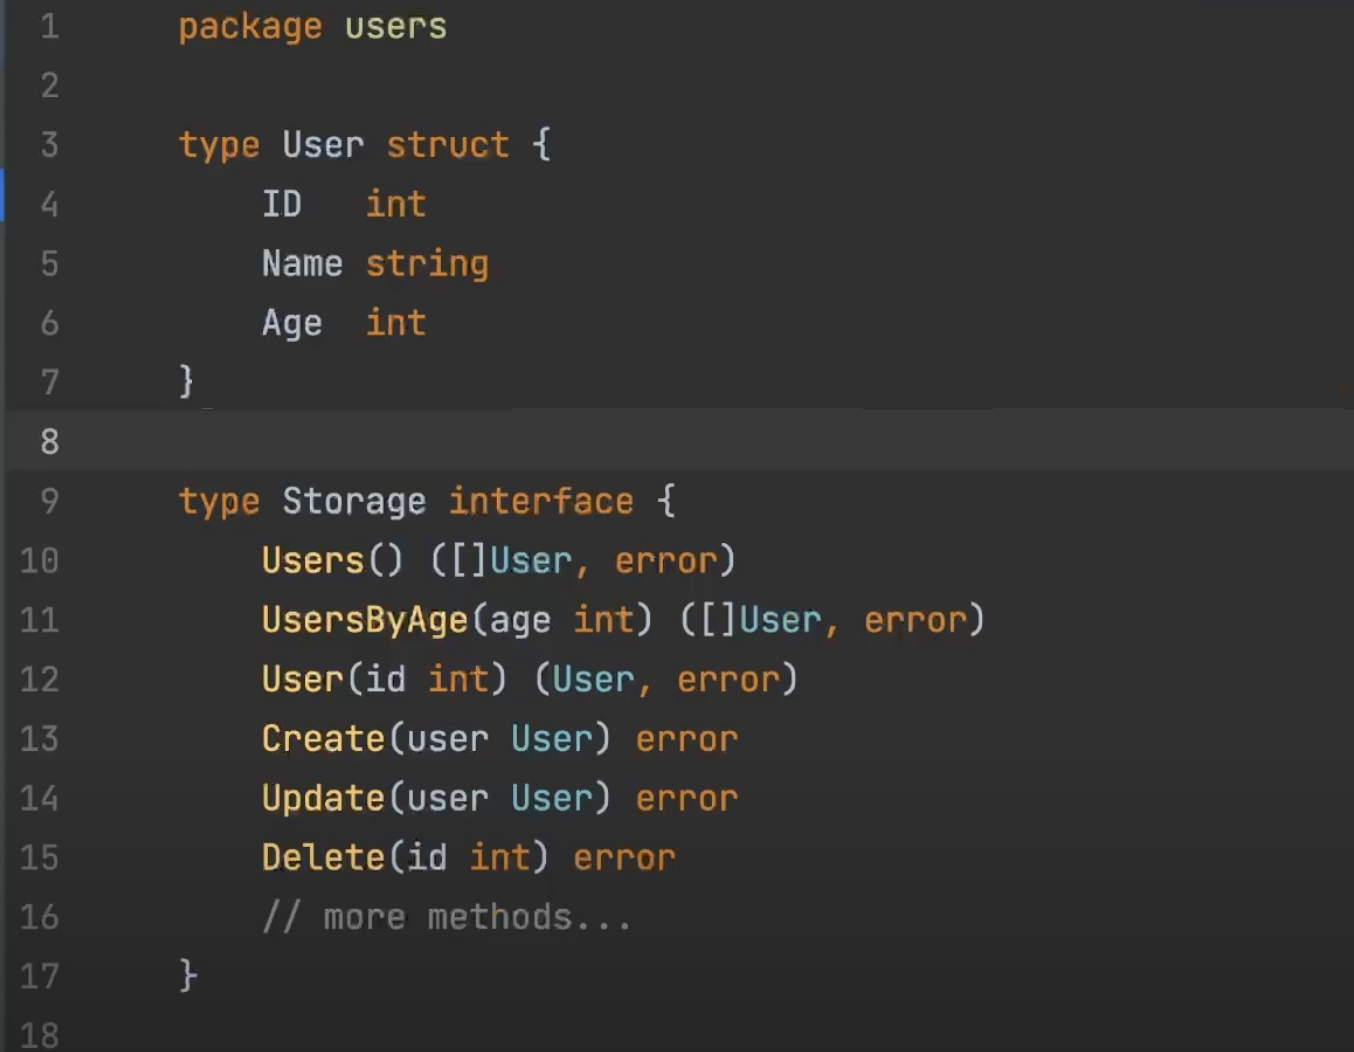 1 package users
2
3 type User struct {
4 ID   int
5 Name string
6 Age  int
7 }
8
9 type Storage interface {
10 Users() ([]User, error)
11 UsersByAge(age int) ([]User, error)
12 User(id int) (User, error)
13 Create(user User) error
14 Update(user User) error
15 Delete(id int) error
16 // more methods...
17 }
18